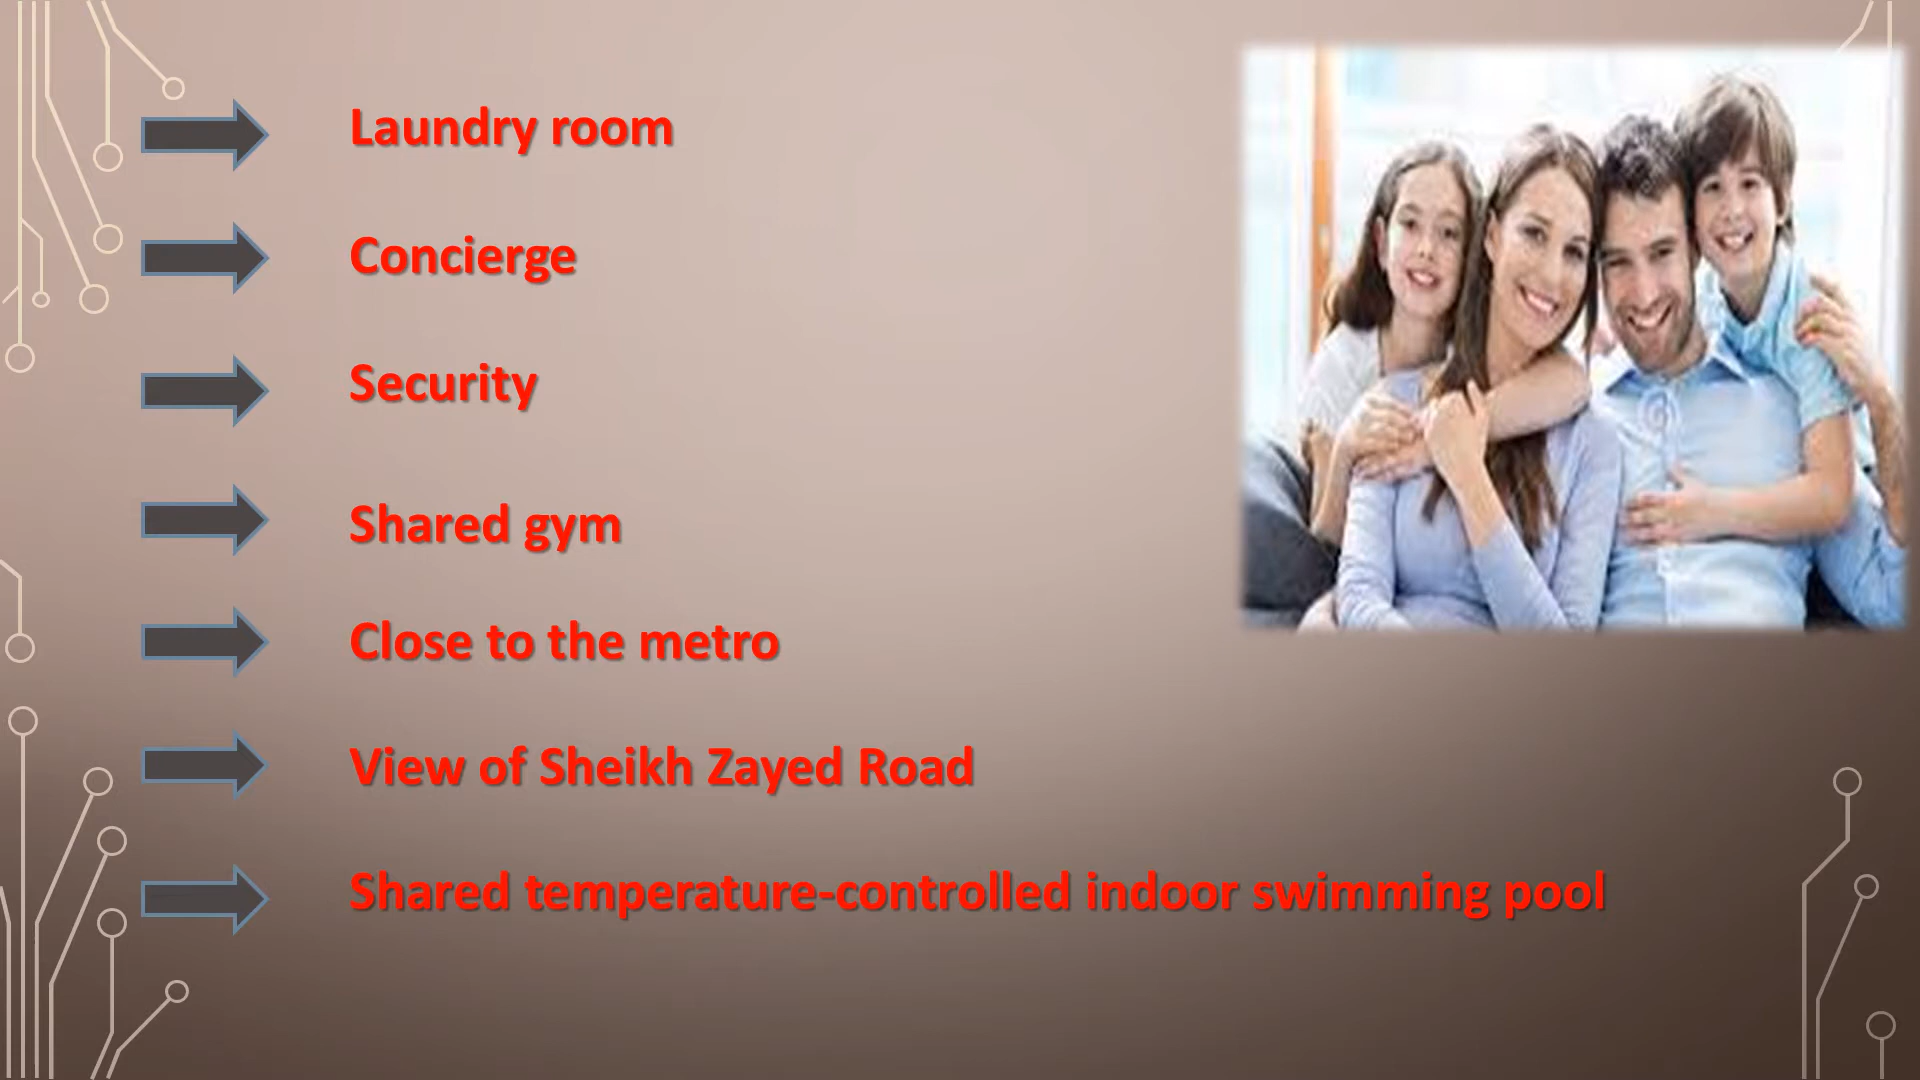 Laundry room
Concierge
Security
Shared gym
Close to the metro
View of Sheikh Zayed Road
Shared temperature-controlled indoor swimming pool